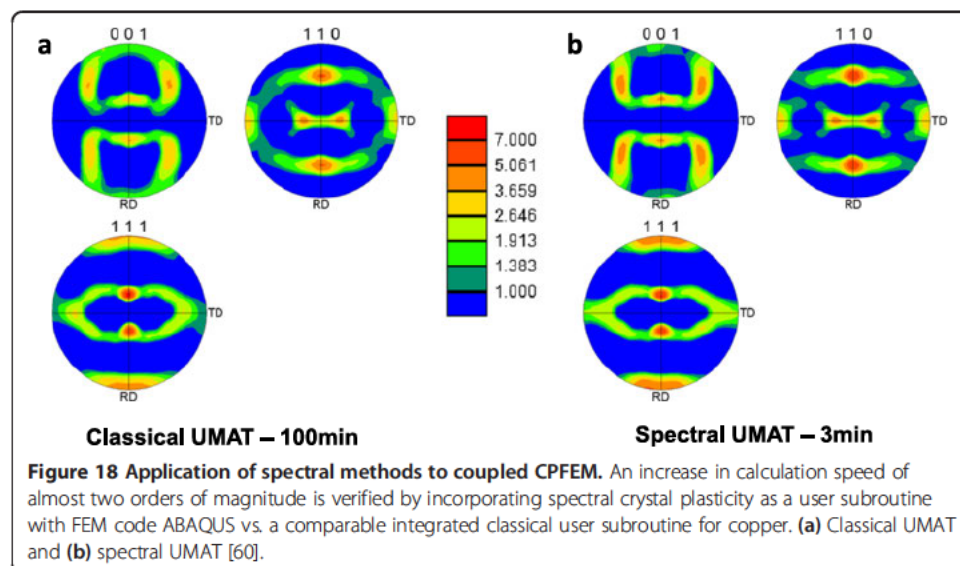 a
0 0 1
1 1 0
TD
TD
RD
RD
1 1 1
TD
RD
7.000
5.061
3.659
2.646
1.913
1.383
1.000
b
0 0 1
1 1 0
TD
TD
RD
RD
1 1 1
TD
RD
Classical UMAT – 100min
Spectral UMAT – 3min
Figure 18 Application of spectral methods to coupled CPFEM. An increase in calculation speed of
almost two orders of magnitude is verified by incorporating spectral crystal plasticity as a user subroutine
with FEM code ABAQUS vs. a comparable integrated classical user subroutine for copper. (a) Classical UMAT
and (b) spectral UMAT [60].